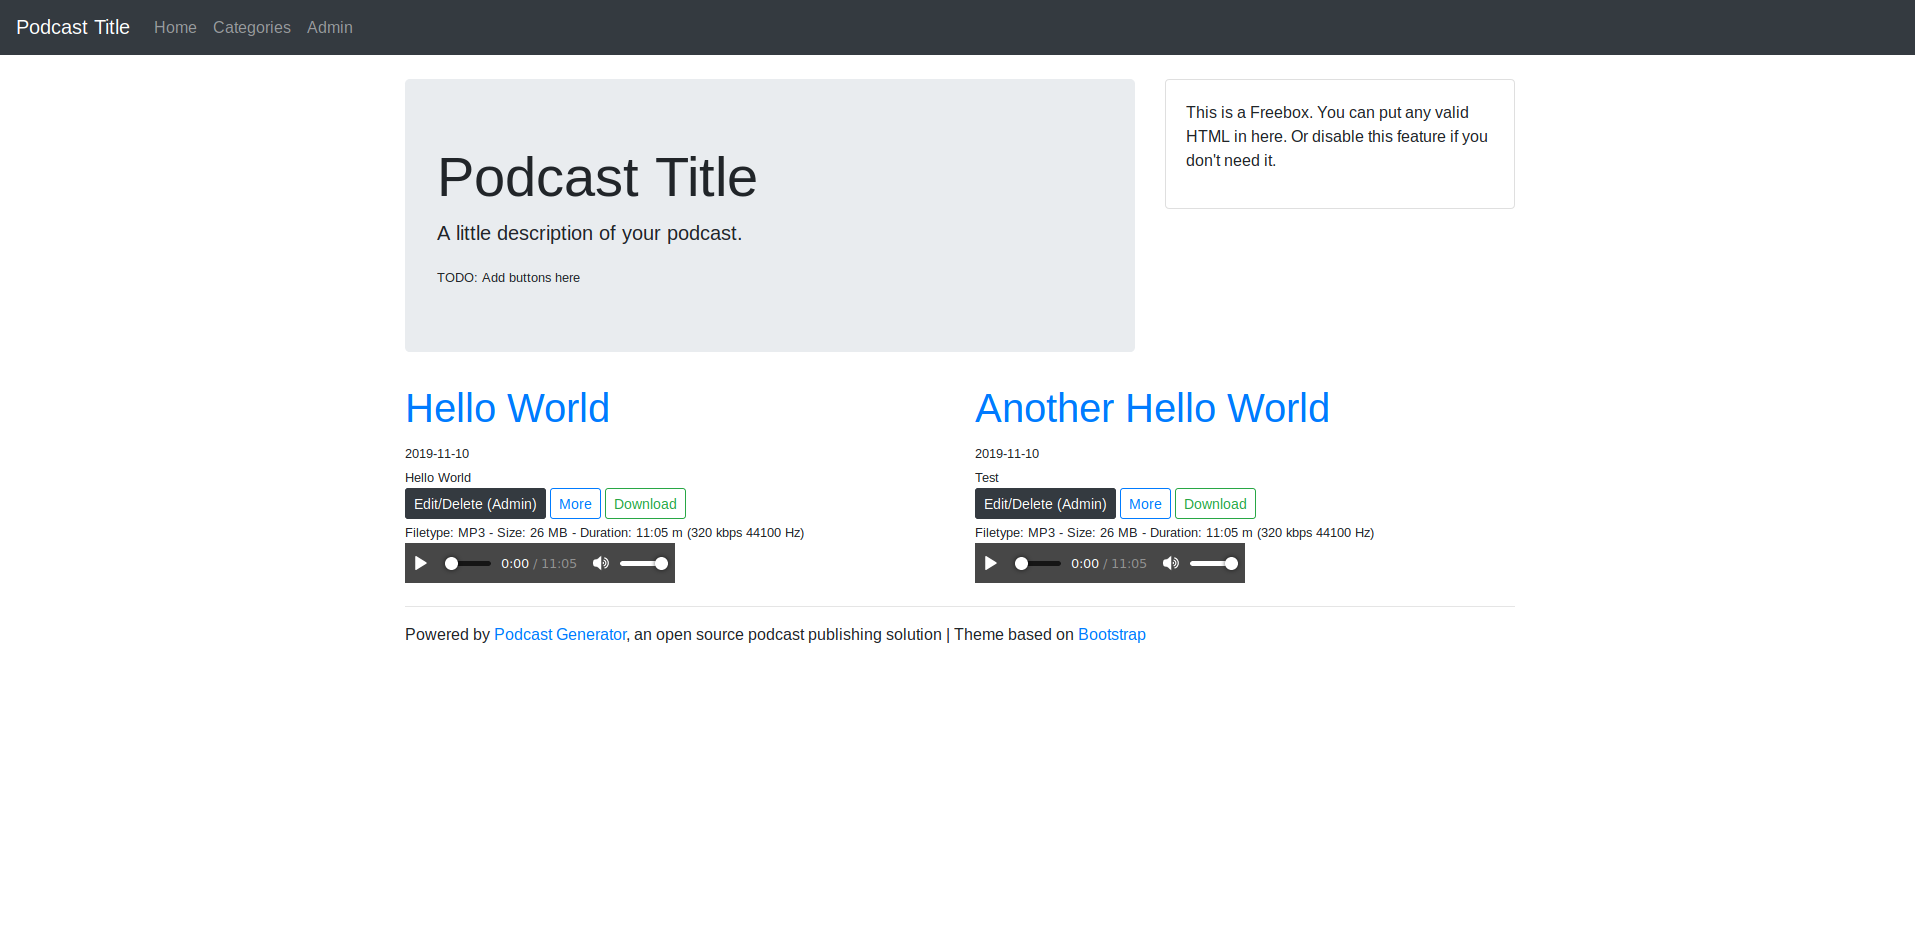 Podcast Title Home Categories Admin
Podcast Title
A little description of your podcast.
TODO: Add buttons here
This is a Freebox. You can put any valid
HTML in here. Or disable this feature if you
don't need it.
Hello World
2019-11-10
Hello World
Edit/Delete (Admin) More Download
Filetype: MP3 - Size: 26 MB - Duration: 11:05 m (320 kbps 44100 Hz)
0:00 / 11:05
Another Hello World
2019-11-10
Test
Edit/Delete (Admin) More Download
Filetype: MP3 - Size: 26 MB - Duration: 11:05 m (320 kbps 44100 Hz)
0:00 / 11:05
Powered by Podcast Generator, an open source podcast publishing solution | Theme based on Bootstrap